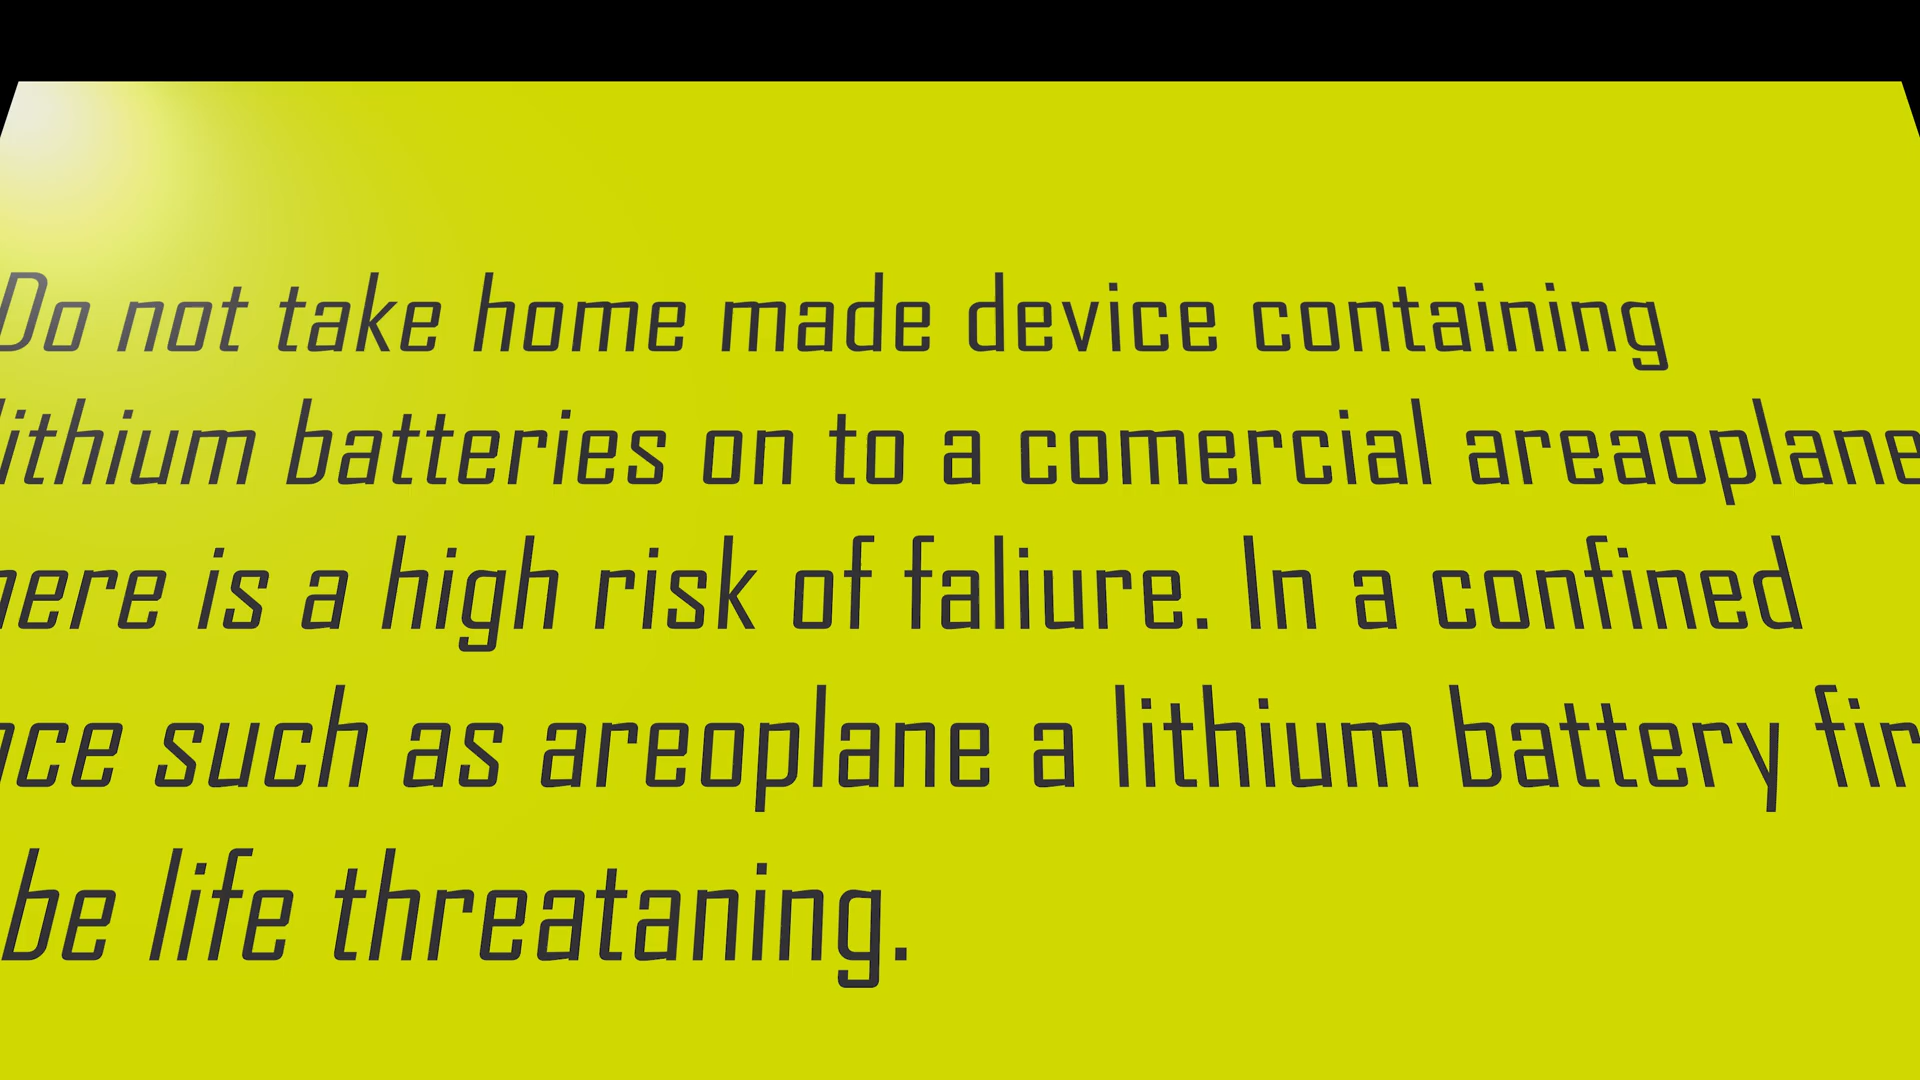 Do not take home made device containing
lithium batteries on to a comercial areaoplane
here is a high risk of faliure. In a confined
such as areoplane a lithium battery
be life threataning.